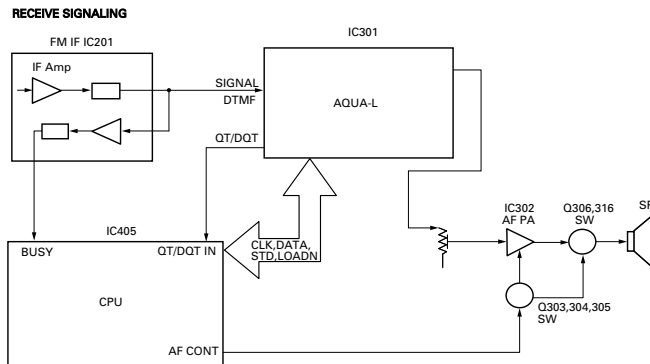 RECEIVE SIGNALING
FM IF IC201
IF Amp
IC301
SIGNAL
DTMF
AQUA-L
QT/DQT
IC302
AF PA
Q306,316
SW
SP
IC405
CLK,DATA,
STD,LOADN
BUSY
QT/DQT IN
CPU
Q303,304,305
SW
AF CONT